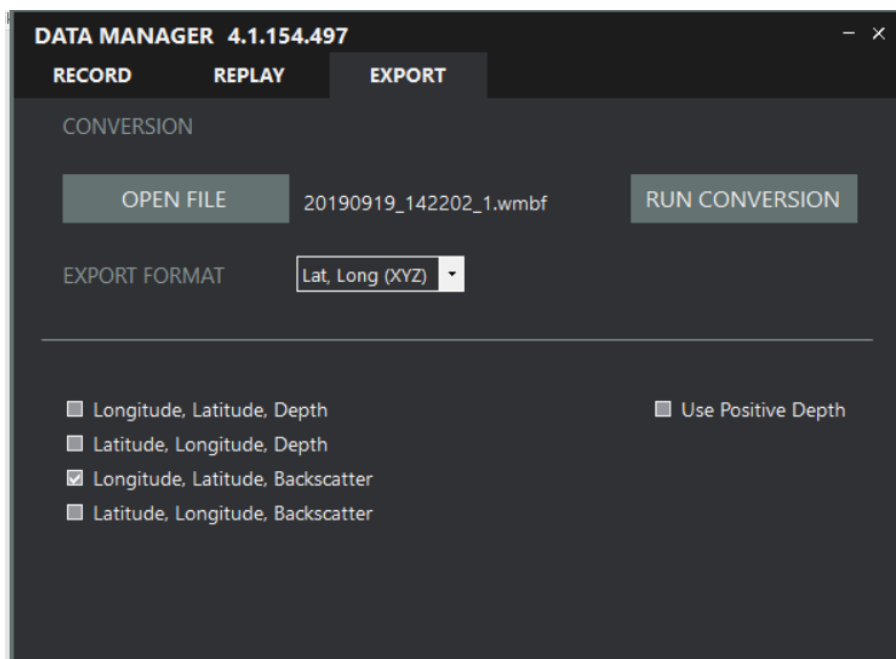 DATA MANAGER 4.1.154.497
RECORD REPLAY EXPORT
CONVERSION
OPEN FILE 20190919_142202_1.wmbf RUN CONVERSION
EXPORT FORMAT Lat, Long (XYZ)
Longitude, Latitude, Depth Use Positive Depth
Latitude, Longitude, Depth
Longitude, Latitude, Backscatter
Latitude, Longitude, Backscatter